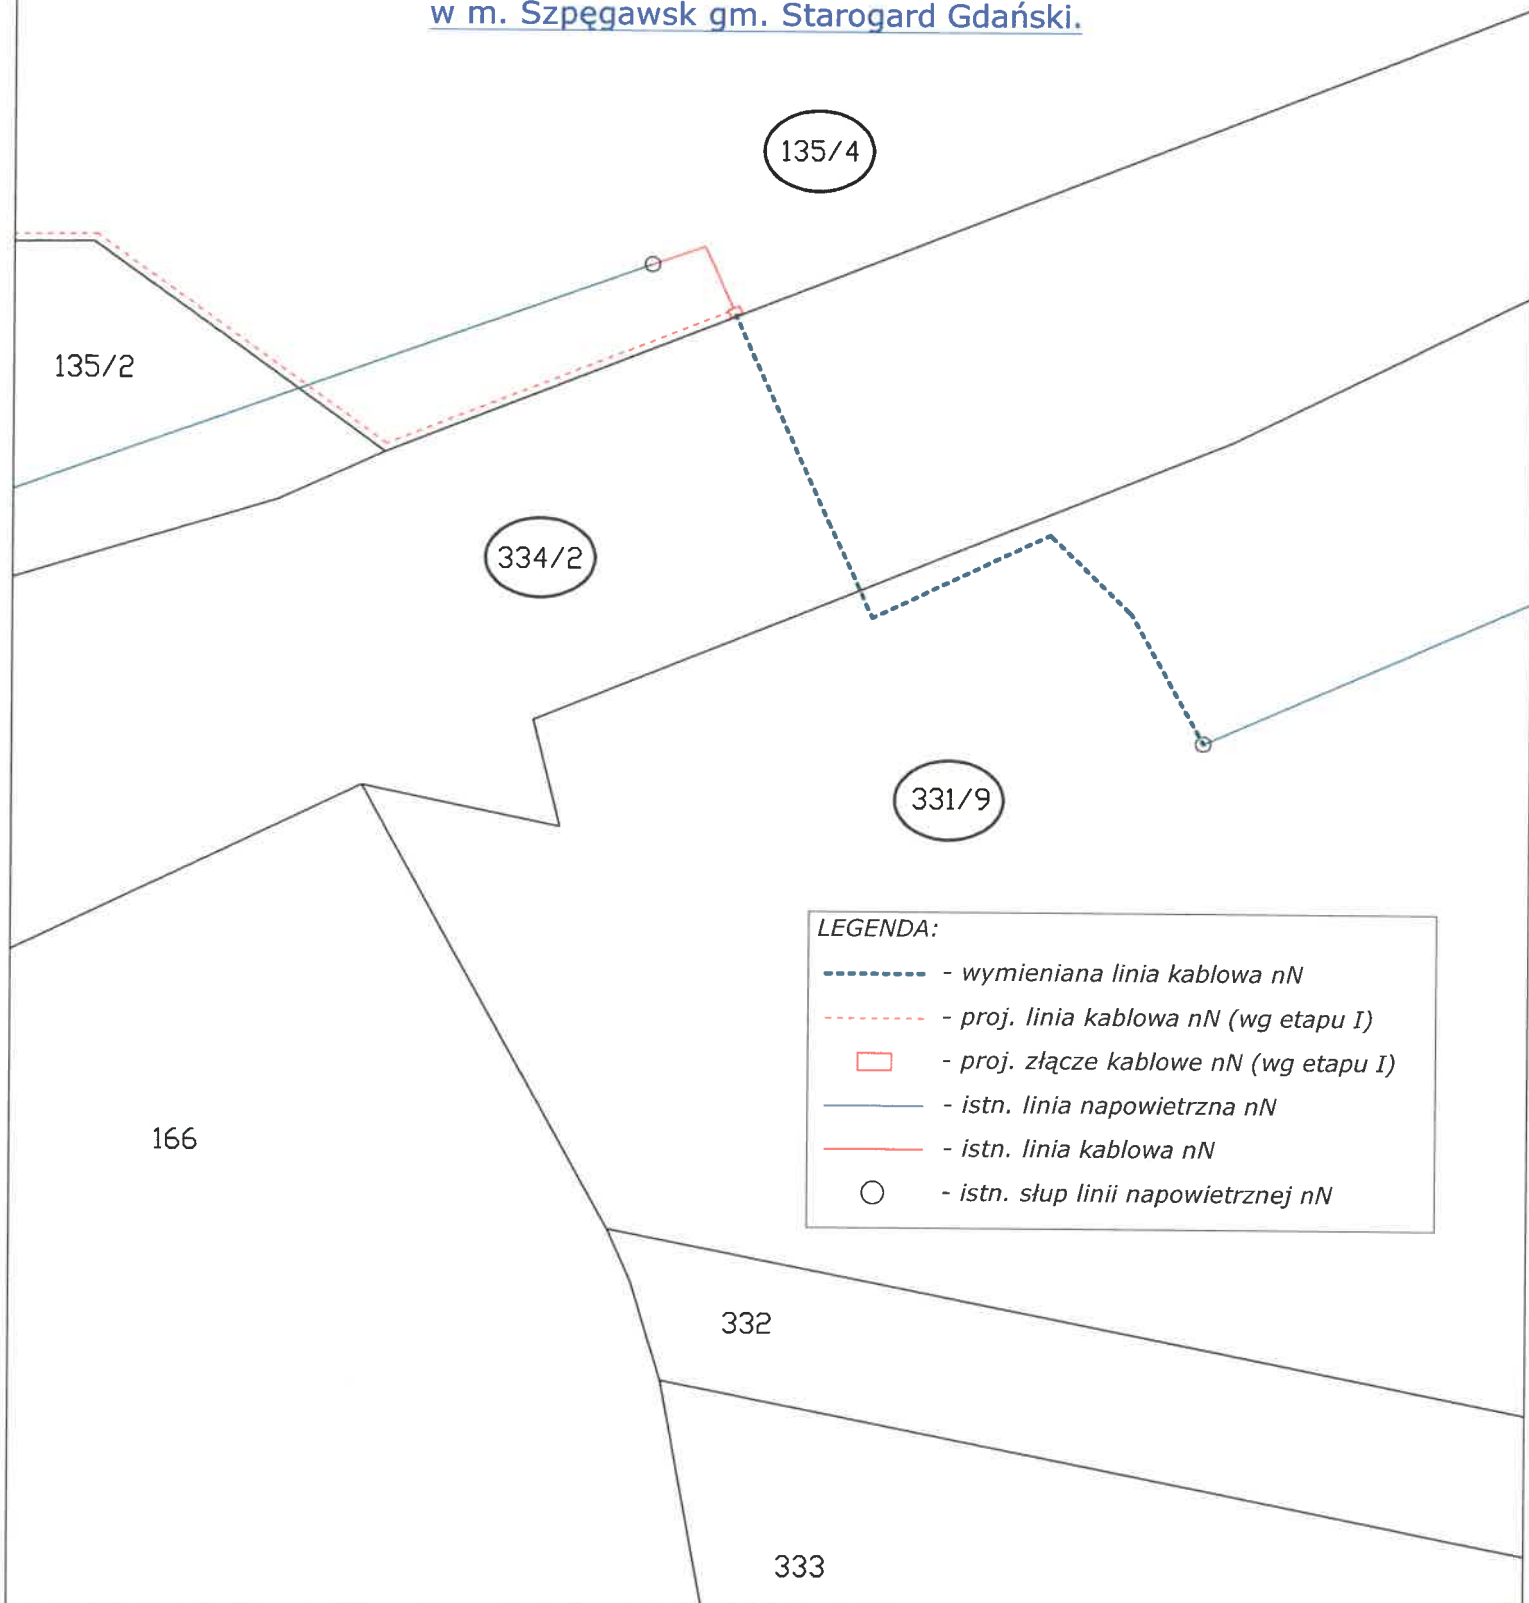 w m. Szpęgawsk gm. Starogard Gdański.
135/4
135/2
334/2
331/9
LEGENDA:
- wymieniana linia kablowa nN
- proj. linia kablowa nN (wg etapu I)
- proj. złącze kablowe nN (wg etapu I)
- istn. linia napowietrzna nN
- istn. linia kablowa nN
- istn. słup linii napowietrznej nN
166
332
333